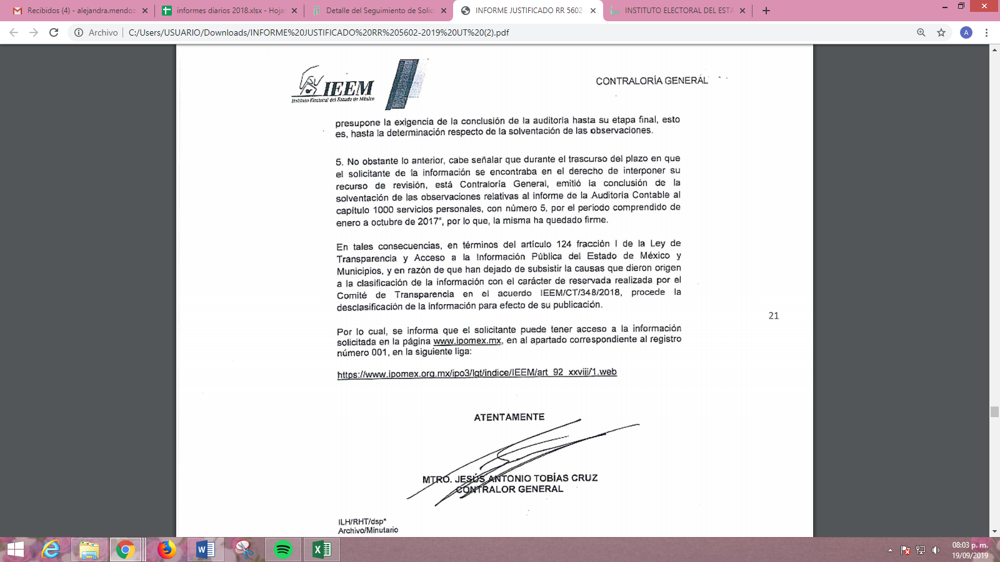 Recibidos (4) - alejandra.mendoz
informes diarios 2018.xlsx - Hoja
Detalle del Seguimiento de Solici
INFORME JUSTIFICADO RR 5602-
INSTITUTO ELECTORAL DEL ESTA
Archivo | C:/Users/USUARIO/Downloads/INFORME%20JUSTIFICADO%20RR%205602-2019%20UT%20(2).pdf
A
IEEM
Instituto Electoral del Estado de México
CONTRALORÍA GENERAL
presupone la exigencia de la conclusión de la auditoría hasta su etapa final, esto
es, hasta la determinación respecto de la solventación de las observaciones.
5. No obstante lo anterior, cabe señalar que durante el trascurso del plazo en que
el solicitante de la información se encontraba en el derecho de interponer su
recurso de revisión, está Contraloría General, emitió la conclusión de la
solventación de las observaciones relativas al informe de la Auditoría Contable al
capítulo 1000 servicios personales, con número 5, por el periodo comprendido de
enero a octubre de 2017", por lo que, la misma ha quedado firme.
En tales consecuencias, en términos del artículo 124 fracción I de la Ley de
Transparencia y Acceso a la Información Pública del Estado de México y
Municipios, y en razón de que han dejado de subsistir la causas que dieron origen
a la clasificación de la información con el carácter de reservada realizada por el
Comité de Transparencia en el acuerdo IEEM/CT/348/2018, procede la
desclasificación de la información para efecto de su publicación.
21
Por lo cual, se informa que el solicitante puede tener acceso a la información
solicitada en la página www.ipomex.mx, en al apartado correspondiente al registro
número 001, en la siguiente liga:
https://www.ipomex.org.mx/ipo3/lgt/indice/IEEM/art_92_xxviii/1.web
ATENTAMENTE
MTRO. JESÚS ANTONIO TOBÍAS CRUZ
CONTRALOR GENERAL
ILH/RHT/dsp*
Archivo/Minutario
08:03 p. m.
19/09/2019